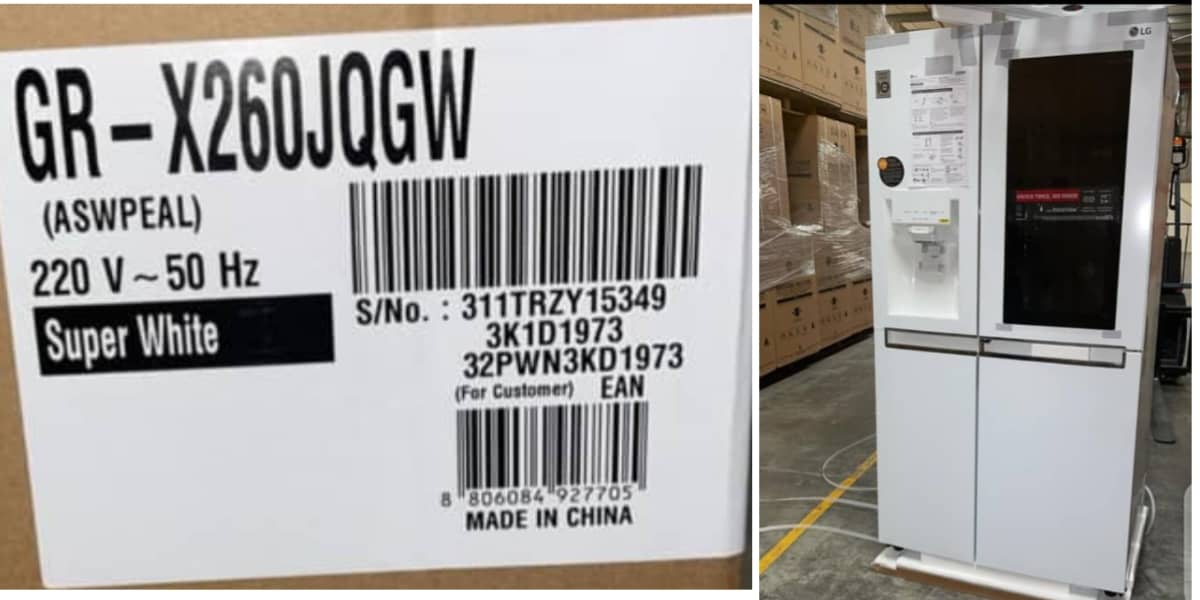 GR-X260JQGW
(ASWPEAL)
220 V ~ 50 Hz
Super White
S/No. : 311TRZY15349
3K1D1973
32PWN3KD1973
(For Customer) EAN
8 806084 927705
MADE IN CHINA
LG